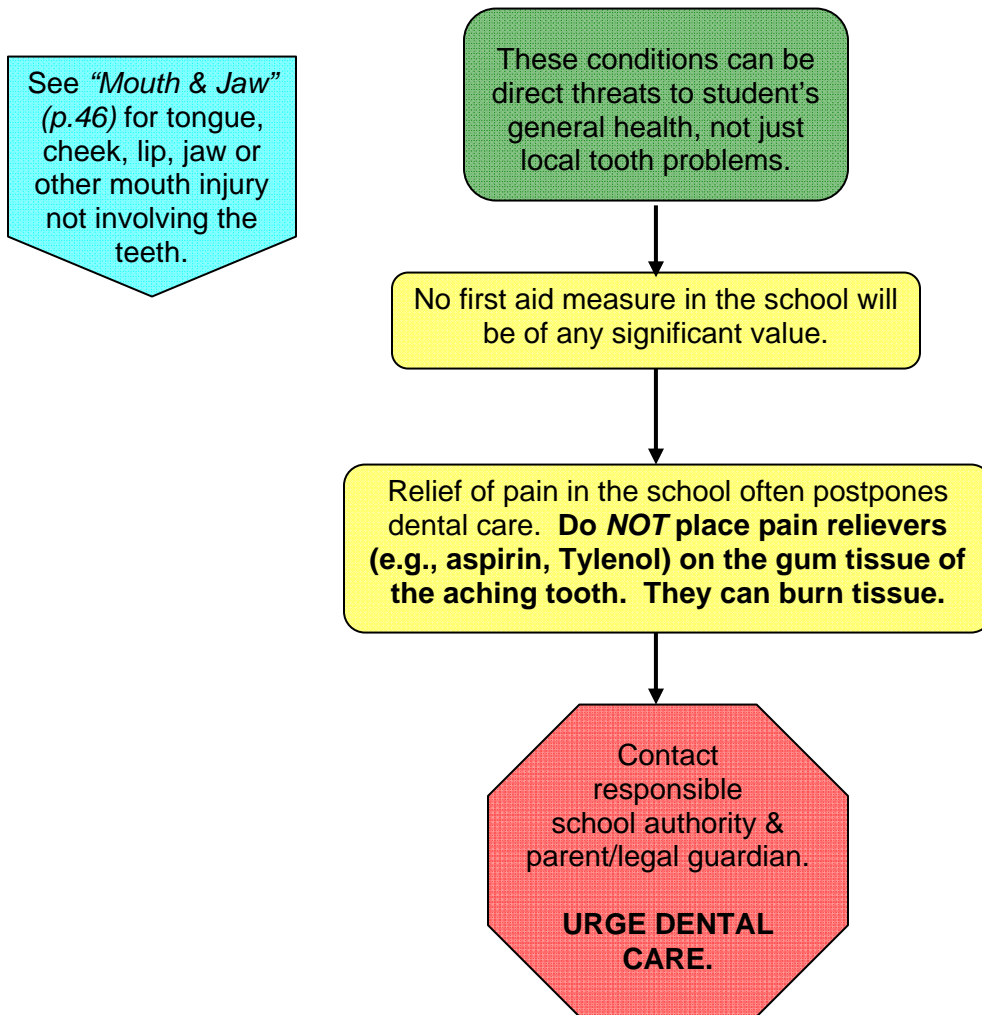 See “Mouth & Jaw”
(p.46) for tongue,
cheek, lip, jaw or
other mouth injury
not involving the
teeth.
These conditions can be
direct threats to student’s
general health, not just
local tooth problems.
No first aid measure in the school will
be of any significant value.
Relief of pain in the school often postpones
dental care.  Do NOT place pain relievers
(e.g., aspirin, Tylenol) on the gum tissue of
the aching tooth.  They can burn tissue.
Contact
responsible
school authority &
parent/legal guardian.
URGE DENTAL
CARE.